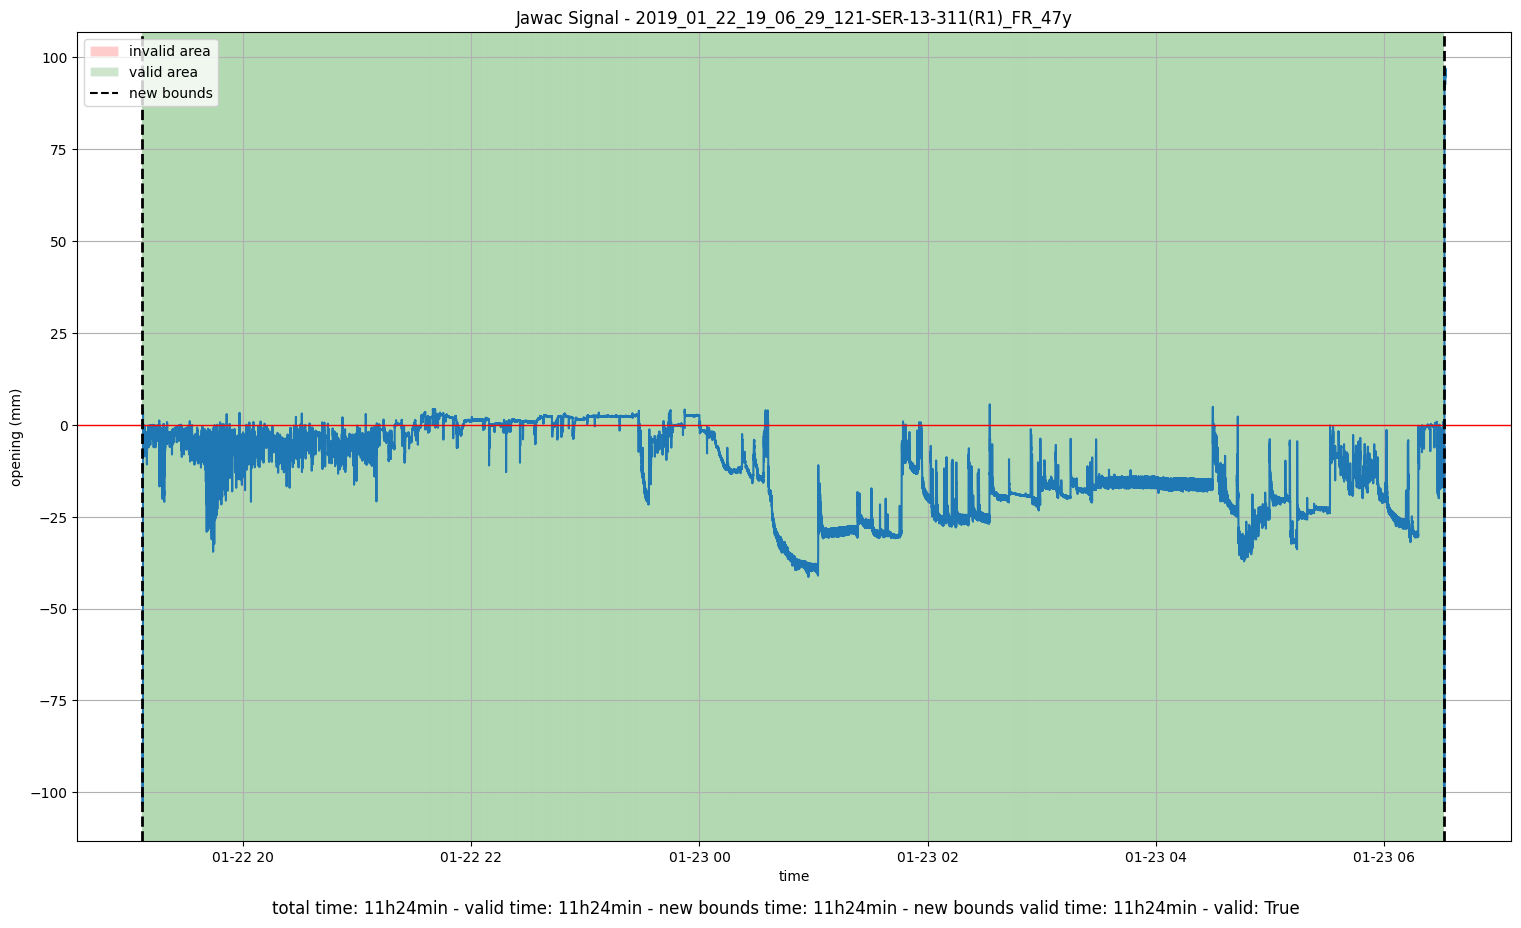 Jawac Signal - 2019_01_22_19_06_29_121-SER-13-311(R1)_FR_47y
invalid area
valid area
new bounds
100
75
50
25
0
−25
−50
−75
−100
opening (mm)
01-22 20
01-22 22
01-23 00
01-23 02
01-23 04
01-23 06
time
total time: 11h24min - valid time: 11h24min - new bounds time: 11h24min - new bounds valid time: 11h24min - valid: True